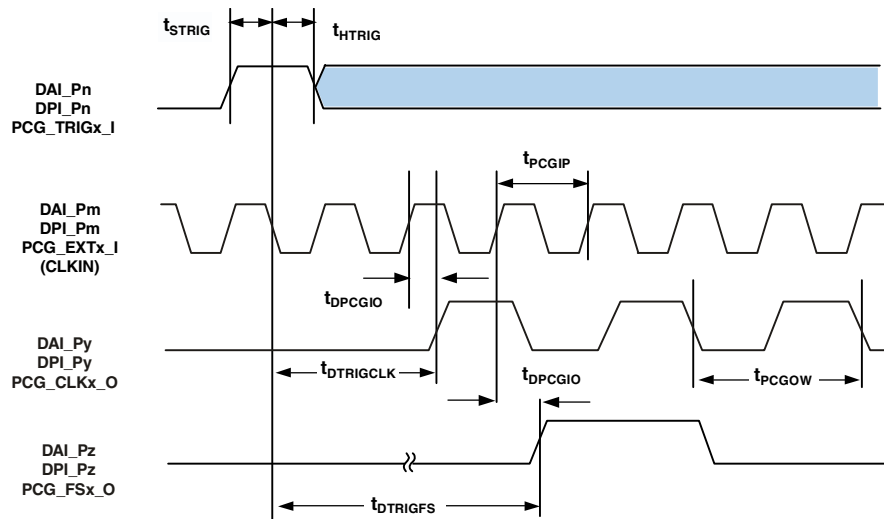 tSTRIG
tHTRIG
DAI_Pn
DPI_Pn
PCG_TRIGx_I
tPCGIP
DAI_Pm
DPI_Pm
PCG_EXTx_I
(CLKIN)
tDPCGIO
DAI_Py
DPI_Py
PCG_CLKx_O
tDTRIGCLK
tDPCGIO
tPCGOW
DAI_Pz
DPI_Pz
PCG_FSx_O
tDTRIGFS